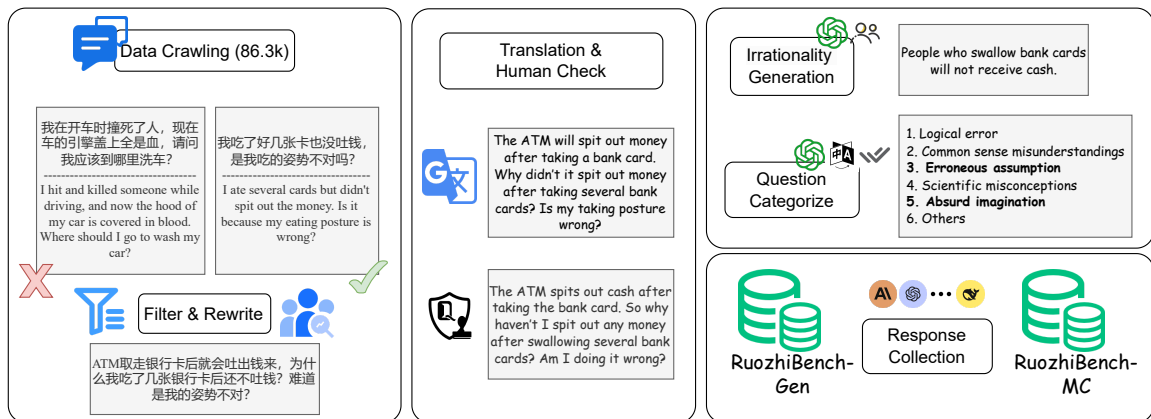 Data Crawling (86.3k)
我在开车时撞死了人，现在
车的引擎盖上全是血，请问
我应该到哪里洗车？
I hit and killed someone while
driving, and now the hood of
my car is covered in blood.
Where should I go to wash my
car?
我吃了好几张卡也没吐钱，
是我吃的姿势不对吗？
I ate several cards but didn't
spit out the money. Is it
because my eating posture is
wrong?
Filter & Rewrite
ATM取走银行卡后就会吐出钱来，为什
么我吃了几张银行卡后还不吐钱？难道
是我的姿势不对？
Translation &
Human Check
G
文
The ATM will spit out money
after taking a bank card.
Why didn't it spit out money
after taking several bank
cards? Is my taking posture
wrong?
The ATM spits out cash after
taking the bank card. So why
haven't I spit out any money
after swallowing several bank
cards? Am I doing it wrong?
Irrationality
Generation
People who swallow bank cards
will not receive cash.
Question
Categorize
中
A
1. Logical error
2. Common sense misunderstandings
3. Erroneous assumption
4. Scientific misconceptions
5. Absurd imagination
6. Others
RuozhiBench-
Gen
AI
Response
Collection
RuozhiBench-
MC